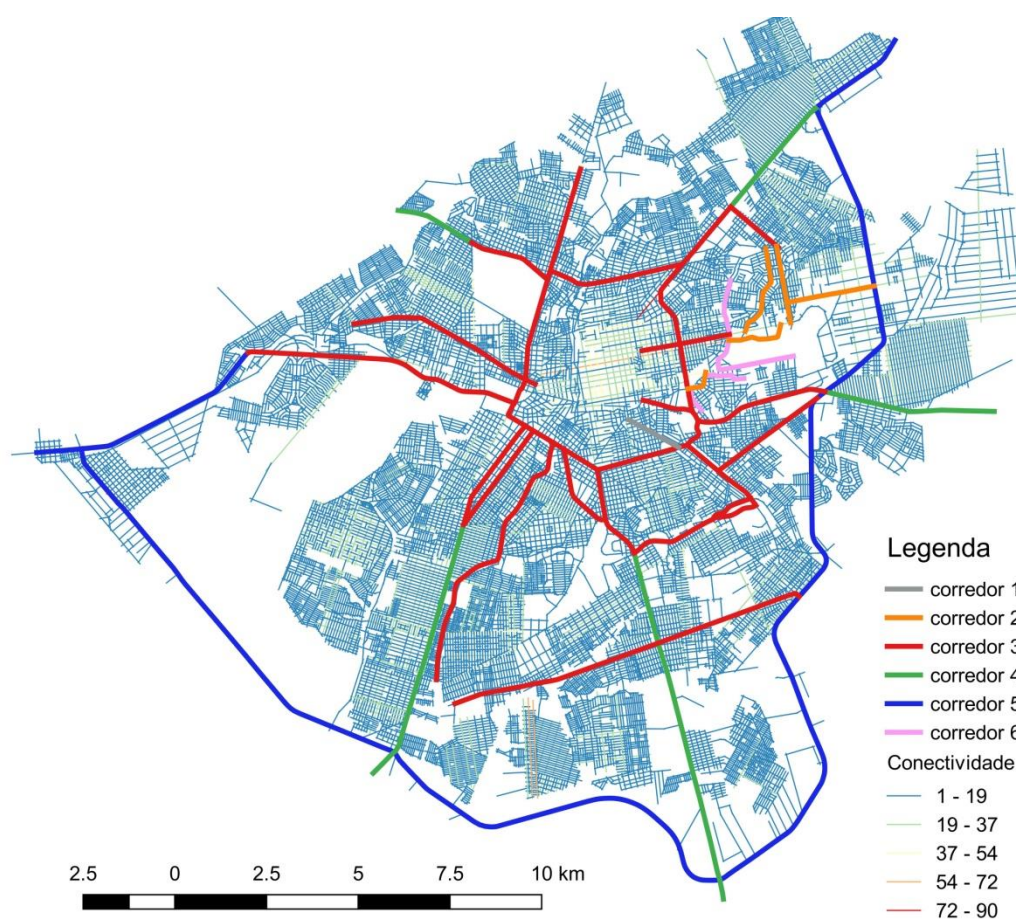 Legenda
corredor 1
corredor 2
corredor 3
corredor 4
corredor 5
corredor 6
Conectividade
1 - 19
19 - 37
37 - 54
54 - 72
72 - 90
2.5 0 2.5 5 7.5 10 km